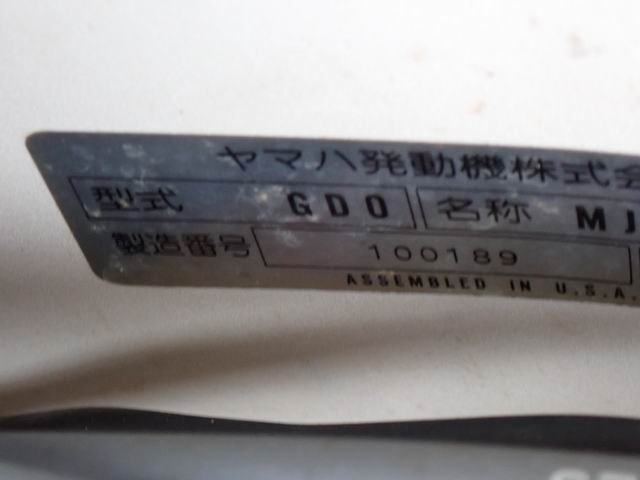 ヤマハ発動機株式会
型式 GD0 名称 MJ
製造番号 100189
ASSEMBLED IN U.S.A.